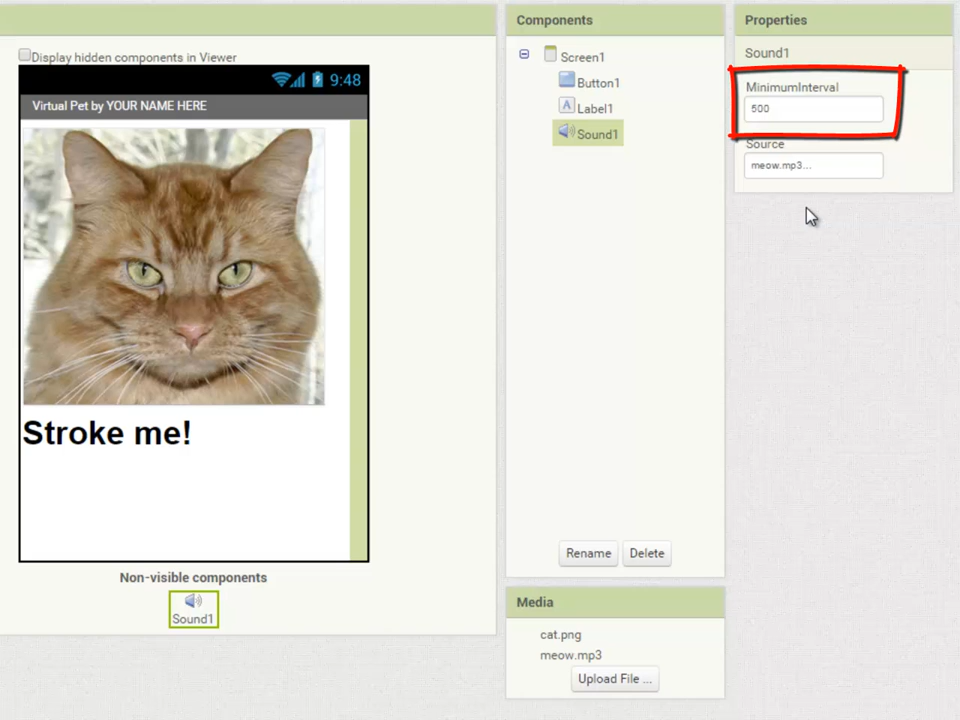 Display hidden components in Viewer
9:48
Virtual Pet by YOUR NAME HERE
Stroke me!
Non-visible components
Sound1
Components
Screen1
Button1
A Label1
Sound1
Rename Delete
Media
cat.png
meow.mp3
Upload File ...
Properties
Sound1
MinimumInterval
500
Source
meow.mp3...